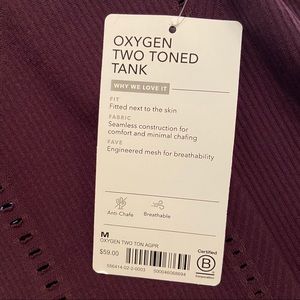 OXYGEN
TWO TONED
TANK
WHY WE LOVE IT
FIT
Fitted next to the skin
FABRIC
Seamless construction for
comfort and minimal chafing
FAVE
Engineered mesh for breathability
Anti-Chafe
Breathable
M
OXYGEN TWO TON AGPR
$59.00
Certified
B